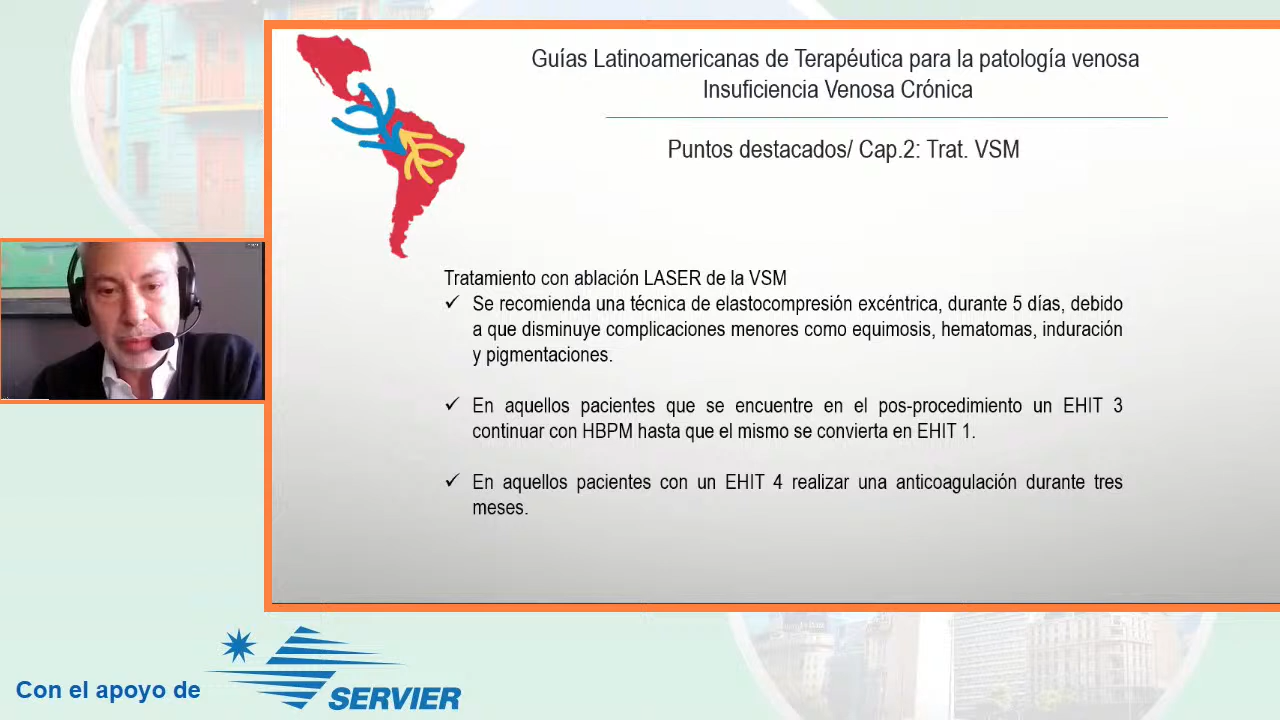 Guías Latinoamericanas de Terapéutica para la patología venosa
Insuficiencia Venosa Crónica
Puntos destacados/ Cap.2: Trat. VSM
Tratamiento con ablación LASER de la VSM
✓ Se recomienda una técnica de elastocompresión excéntrica, durante 5 días, debido
a que disminuye complicaciones menores como equimosis, hematomas, induración
y pigmentaciones.
✓ En aquellos pacientes que se encuentre en el pos-procedimiento un EHIT 3
continuar con HBPM hasta que el mismo se convierta en EHIT 1.
✓ En aquellos pacientes con un EHIT 4 realizar una anticoagulación durante tres
meses.
Con el apoyo de
SERVIER